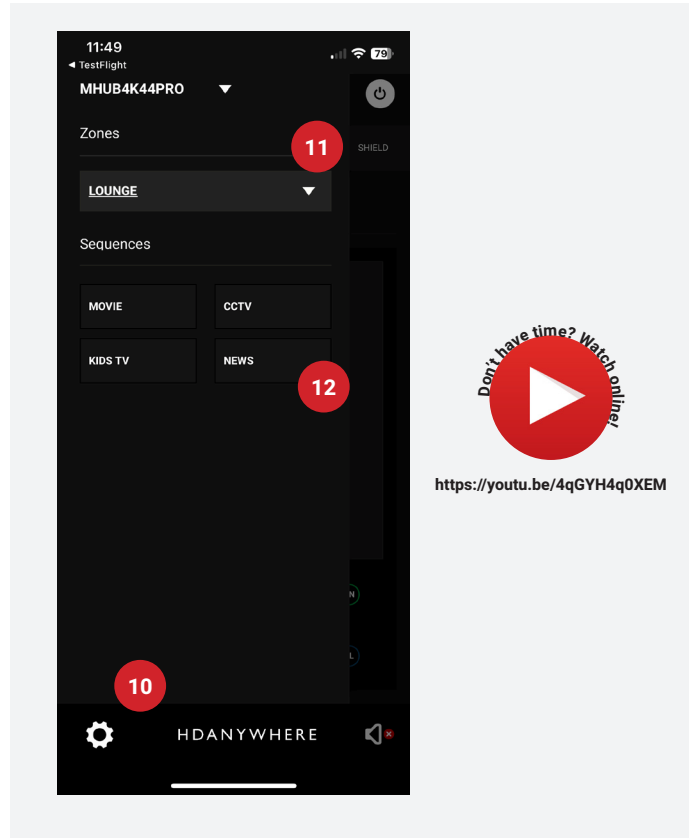 11:49
79
TestFlight
MHUB4K44PRO
Zones
11
SHIELD
LOUNGE
Sequences
MOVIE
CCTV
KIDS TV
NEWS
12
N
L
10
HDANYWHERE
Don't have time? Watch online!
https://youtu.be/4qGYH4q0XEM